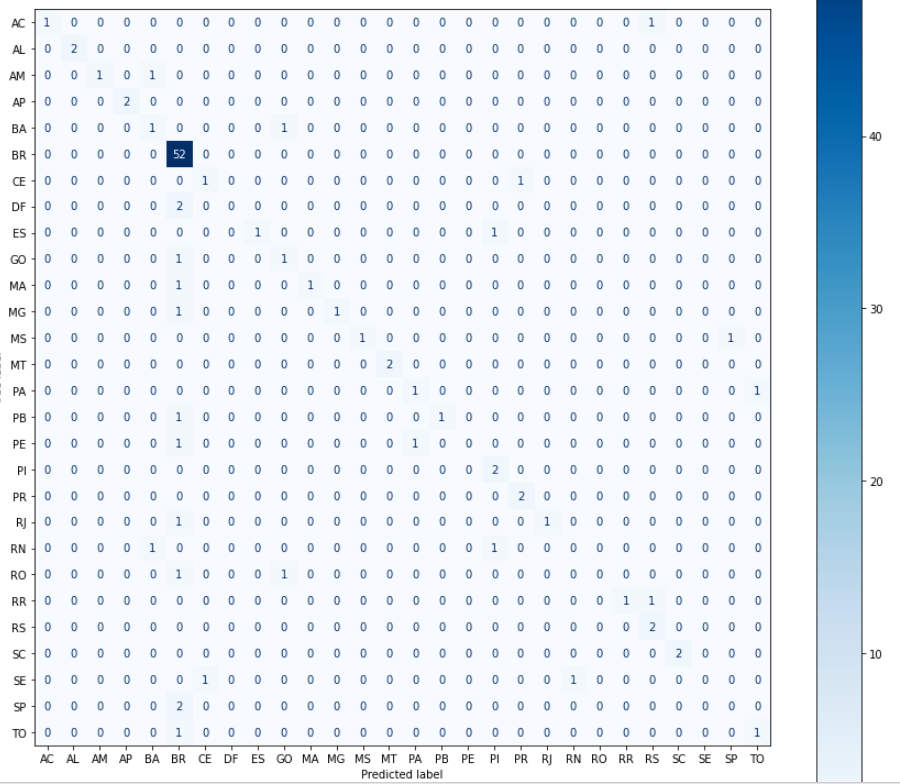 AC 1 0 0 0 0 0 0 0 0 0 0 0 0 0 0 0 0 0 0 0 0 0 0 1 0 0 0 0
AL 0 2 0 0 0 0 0 0 0 0 0 0 0 0 0 0 0 0 0 0 0 0 0 0 0 0 0 0
AM 0 0 1 0 1 0 0 0 0 0 0 0 0 0 0 0 0 0 0 0 0 0 0 0 0 0 0 0
AP 0 0 0 2 0 0 0 0 0 0 0 0 0 0 0 0 0 0 0 0 0 0 0 0 0 0 0 0
BA 0 0 0 0 1 0 0 0 0 1 0 0 0 0 0 0 0 0 0 0 0 0 0 0 0 0 0 0
BR 0 0 0 0 0 52 0 0 0 0 0 0 0 0 0 0 0 0 0 0 0 0 0 0 0 0 0 0
CE 0 0 0 0 0 0 1 0 0 0 0 0 0 0 0 0 0 0 1 0 0 0 0 0 0 0 0 0
DF 0 0 0 0 0 2 0 0 0 0 0 0 0 0 0 0 0 0 0 0 0 0 0 0 0 0 0 0
ES 0 0 0 0 0 0 0 0 1 0 0 0 0 0 0 0 0 1 0 0 0 0 0 0 0 0 0 0
GO 0 0 0 0 0 1 0 0 0 1 0 0 0 0 0 0 0 0 0 0 0 0 0 0 0 0 0 0
MA 0 0 0 0 0 1 0 0 0 0 1 0 0 0 0 0 0 0 0 0 0 0 0 0 0 0 0 0
MG 0 0 0 0 0 1 0 0 0 0 0 1 0 0 0 0 0 0 0 0 0 0 0 0 0 0 0 0
MS 0 0 0 0 0 0 0 0 0 0 0 0 1 0 0 0 0 0 0 0 0 0 0 0 0 0 1 0
MT 0 0 0 0 0 0 0 0 0 0 0 0 0 2 0 0 0 0 0 0 0 0 0 0 0 0 0 0
PA 0 0 0 0 0 0 0 0 0 0 0 0 0 0 1 0 0 0 0 0 0 0 0 0 0 0 0 1
PB 0 0 0 0 0 1 0 0 0 0 0 0 0 0 0 1 0 0 0 0 0 0 0 0 0 0 0 0
PE 0 0 0 0 0 1 0 0 0 0 0 0 0 0 1 0 0 0 0 0 0 0 0 0 0 0 0 0
PI 0 0 0 0 0 0 0 0 0 0 0 0 0 0 0 0 0 2 0 0 0 0 0 0 0 0 0 0
PR 0 0 0 0 0 0 0 0 0 0 0 0 0 0 0 0 0 0 2 0 0 0 0 0 0 0 0 0
RJ 0 0 0 0 0 1 0 0 0 0 0 0 0 0 0 0 0 0 0 1 0 0 0 0 0 0 0 0
RN 0 0 0 0 1 0 0 0 0 0 0 0 0 0 0 0 0 1 0 0 0 0 0 0 0 0 0 0
RO 0 0 0 0 0 1 0 0 0 1 0 0 0 0 0 0 0 0 0 0 0 0 0 0 0 0 0 0
RR 0 0 0 0 0 0 0 0 0 0 0 0 0 0 0 0 0 0 0 0 0 0 1 1 0 0 0 0
RS 0 0 0 0 0 0 0 0 0 0 0 0 0 0 0 0 0 0 0 0 0 0 0 2 0 0 0 0
SC 0 0 0 0 0 0 0 0 0 0 0 0 0 0 0 0 0 0 0 0 0 0 0 0 2 0 0 0
SE 0 0 0 0 0 0 1 0 0 0 0 0 0 0 0 0 0 0 0 0 1 0 0 0 0 0 0 0
SP 0 0 0 0 0 2 0 0 0 0 0 0 0 0 0 0 0 0 0 0 0 0 0 0 0 0 0 0
TO 0 0 0 0 0 1 0 0 0 0 0 0 0 0 0 0 0 0 0 0 0 0 0 0 0 0 0 1
AC AL AM AP BA BR CE DF ES GO MA MG MS MT PA PB PE PI PR RJ RN RO RR RS SC SE SP TO
Predicted label
40
30
20
10